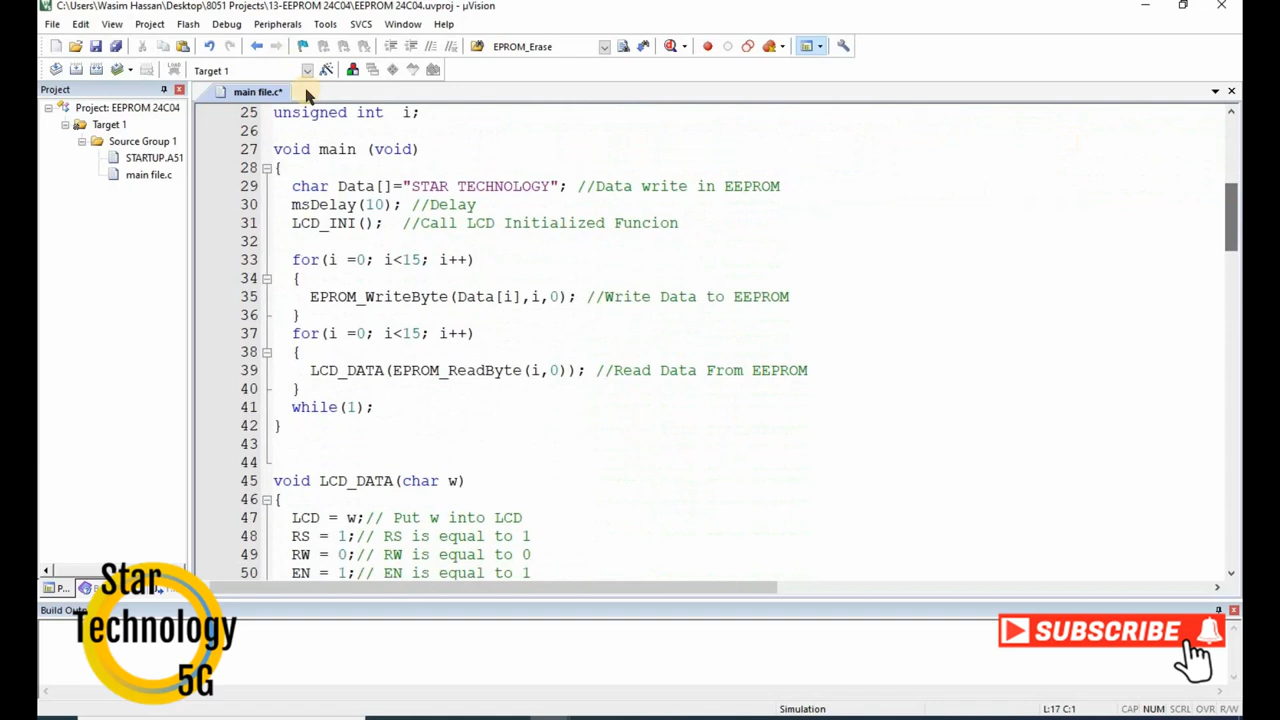 C:\Users\Wasim Hassan\Desktop\8051 Projects\13-EEPROM 24C04\EEPROM 24C04.uvproj - µVision
File Edit View Project Flash Debug Peripherals Tools SVCS Window Help
EPROM_Erase
LOAD
Target 1
Project
main file.c*
Project: EEPROM 24C04
Target 1
Source Group 1
STARTUP.A51
main file.c
25 unsigned int  i;
26
27 void main (void)
28 {
29   char Data[]="STAR TECHNOLOGY"; //Data write in EEPROM
30   msDelay(10); //Delay
31   LCD_INI();  //Call LCD Initialized Funcion
32
33   for(i =0; i<15; i++)
34   {
35     EPROM_WriteByte(Data[i],i,0); //Write Data to EEPROM
36   }
37   for(i =0; i<15; i++)
38   {
39     LCD_DATA(EPROM_ReadByte(i,0)); //Read Data From EEPROM
40   }
41   while(1);
42 }
43
44
45 void LCD_DATA(char w)
46 {
47   LCD = w;// Put w into LCD
48   RS = 1;// RS is equal to 1
49   RW = 0;// RW is equal to 0
50   EN = 1;// EN is equal to 1
P...
Build Out
Star
Technology
5G
SUBSCRIBE
Simulation
L:17 C:1
CAP NUM SCRL OVR R/W